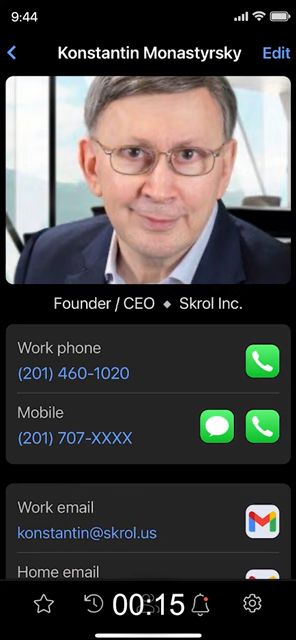 9:44
Konstantin Monastyrsky
Edit
Founder / CEO ◆ Skrol Inc.
Work phone
(201) 460-1020
Mobile
(201) 707-XXXX
Work email
konstantin@skrol.us
Home email
00:15